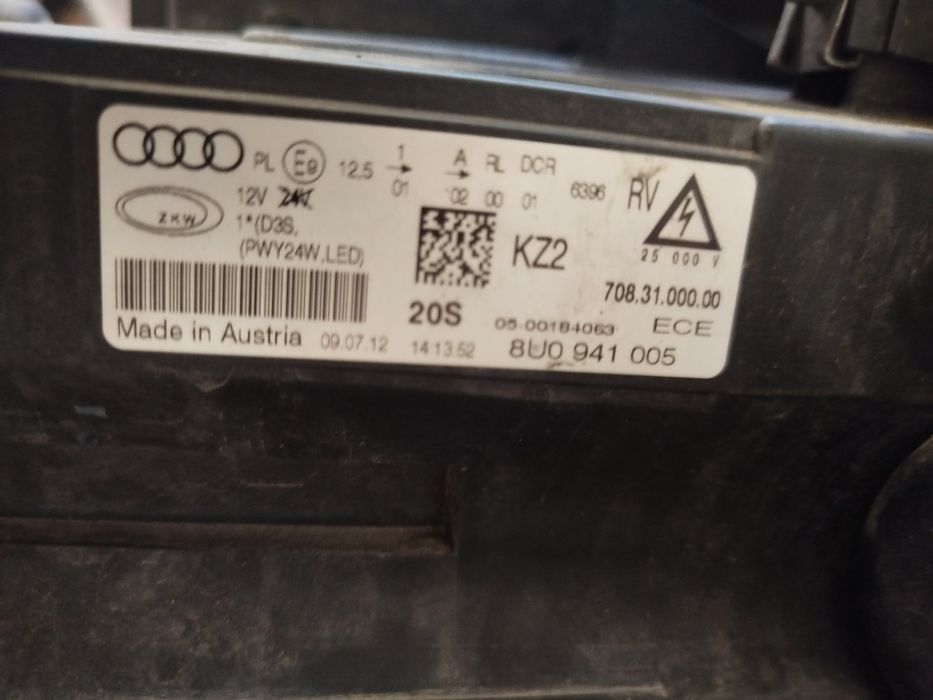 PL E9 12,5 1 → A → RL DCR
01 02 00 01 6396 RV
12V 24V
ZKW
1*(D3S,
(PWY24W,LED)
KZ2
25 000 V
708.31.000.00
20S
05-00184063 ECE
Made in Austria 09.07.12 14:13:52 8U0 941 005